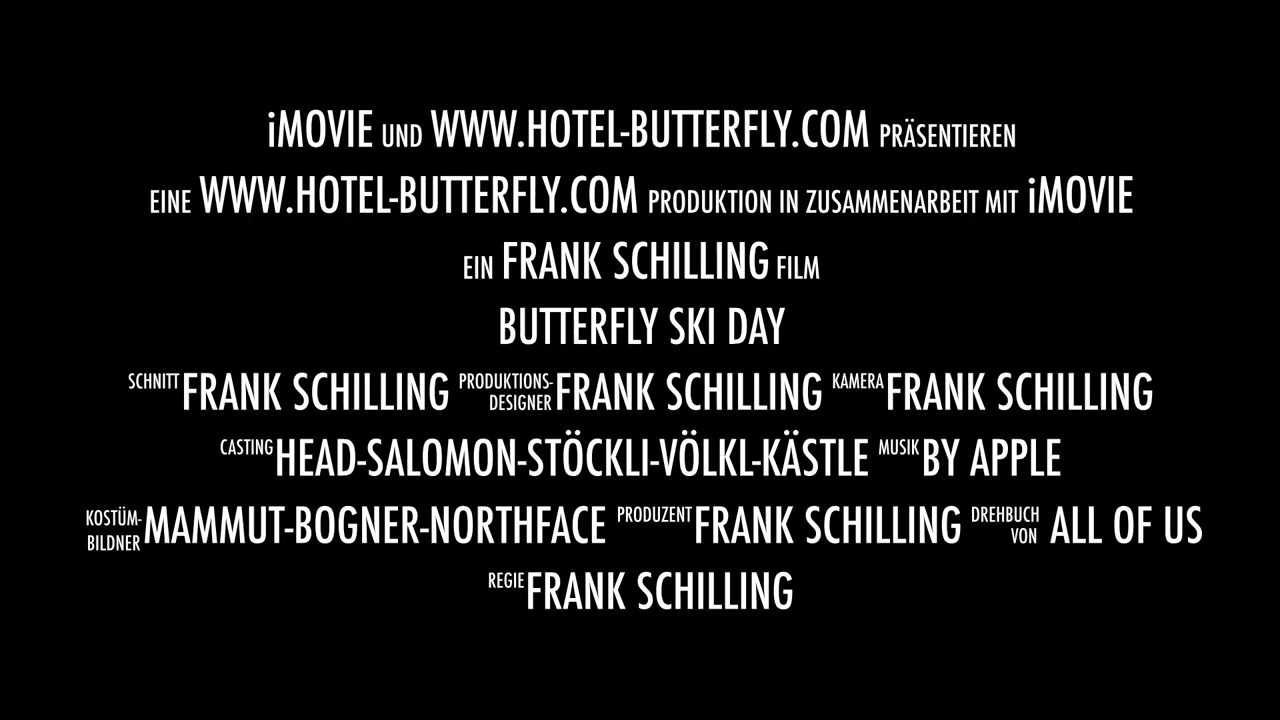 iMOVIE UND WWW.HOTEL-BUTTERFLY.COM PRÄSENTIEREN
EINE WWW.HOTEL-BUTTERFLY.COM PRODUKTION IN ZUSAMMENARBEIT MIT iMOVIE
EIN FRANK SCHILLING FILM
BUTTERFLY SKI DAY
SCHNITT FRANK SCHILLING PRODUKTIONS-DESIGNER FRANK SCHILLING KAMERA FRANK SCHILLING
CASTING HEAD-SALOMON-STÖCKLI-VÖLKL-KÄSTLE MUSIK BY APPLE
KOSTÜM-BILDNER MAMMUT-BOGNER-NORTHFACE PRODUZENT FRANK SCHILLING DREHBUCH VON ALL OF US
REGIE FRANK SCHILLING